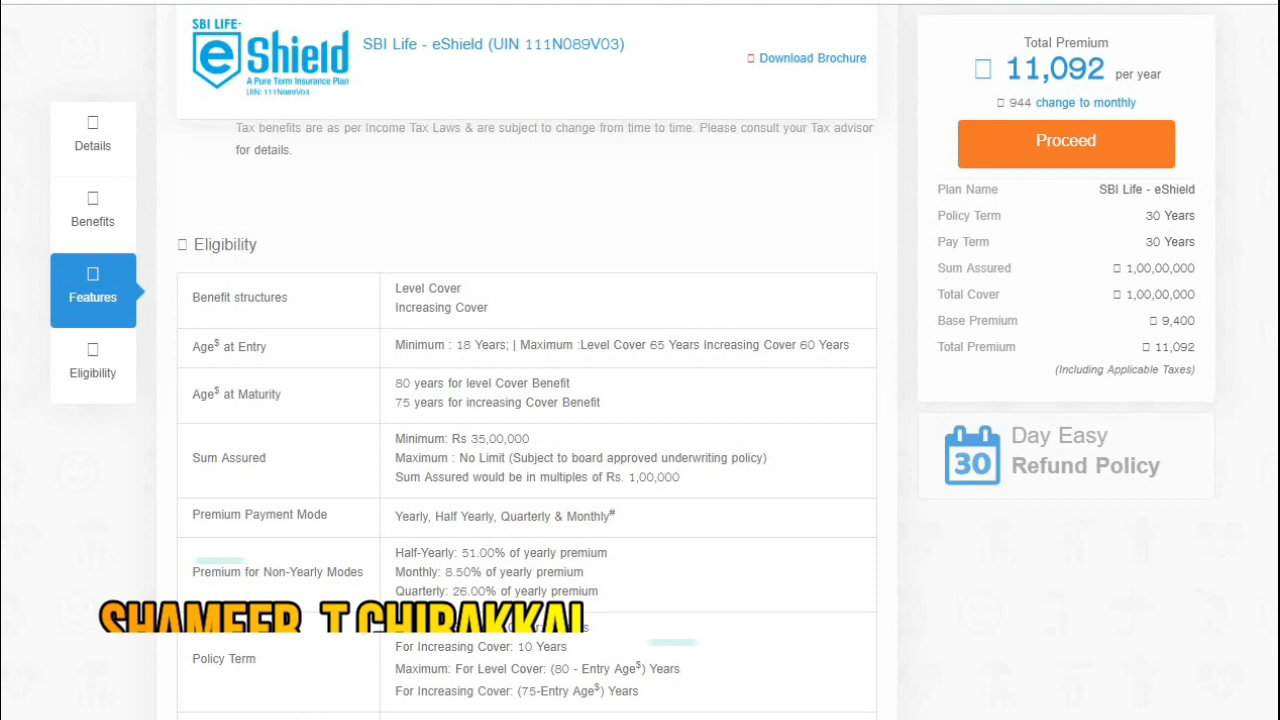 SBI LIFE-
eShield
A Pure Term Insurance Plan
UIN: 111N089V03
SBI Life - eShield (UIN 111N089V03)
Download Brochure
Tax benefits are as per Income Tax Laws & are subject to change from time to time. Please consult your Tax advisor
for details.
Details
Benefits
Features
Eligibility
Eligibility
Benefit structures
Level Cover
Increasing Cover
Age$ at Entry
Minimum : 18 Years; | Maximum :Level Cover 65 Years Increasing Cover 60 Years
Age$ at Maturity
80 years for level Cover Benefit
75 years for increasing Cover Benefit
Sum Assured
Minimum: Rs 35,00,000
Maximum : No Limit (Subject to board approved underwriting policy)
Sum Assured would be in multiples of Rs. 1,00,000
Premium Payment Mode
Yearly, Half Yearly, Quarterly & Monthly#
Premium for Non-Yearly Modes
Half-Yearly: 51.00% of yearly premium
Monthly: 8.50% of yearly premium
Quarterly: 26.00% of yearly premium
SHAMEER T CHIRAKKAL
Policy Term
For Increasing Cover: 10 Years
Maximum: For Level Cover: (80 - Entry Age$) Years
For Increasing Cover: (75-Entry Age$) Years
Total Premium
11,092 per year
944 change to monthly
Proceed
Plan Name SBI Life - eShield
Policy Term 30 Years
Pay Term 30 Years
Sum Assured 1,00,00,000
Total Cover 1,00,00,000
Base Premium 9,400
Total Premium 11,092
(Including Applicable Taxes)
30
Day Easy
Refund Policy